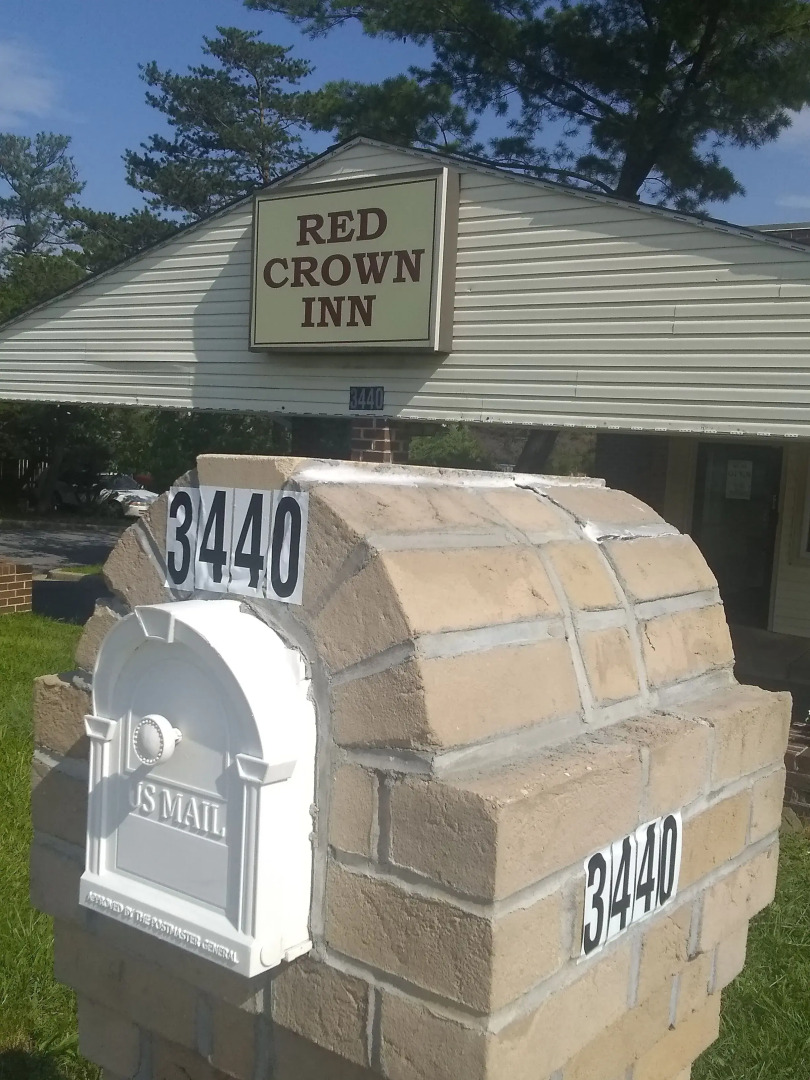 RED
CROWN
INN
3440
3440
US MAIL
APPROVED BY THE POSTMASTER GENERAL
3440